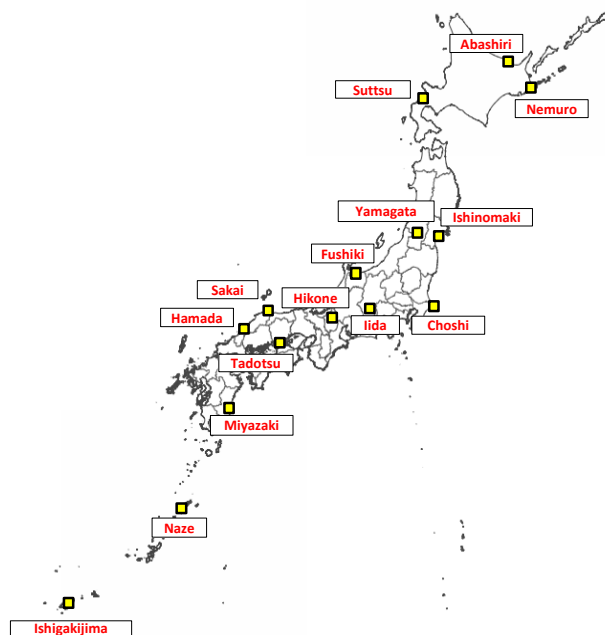 Abashiri
Suttsu
Nemuro
Yamagata
Ishinomaki
Fushiki
Sakai
Hikone
Hamada
Iida
Choshi
Tadotsu
Miyazaki
Naze
Ishigakijima